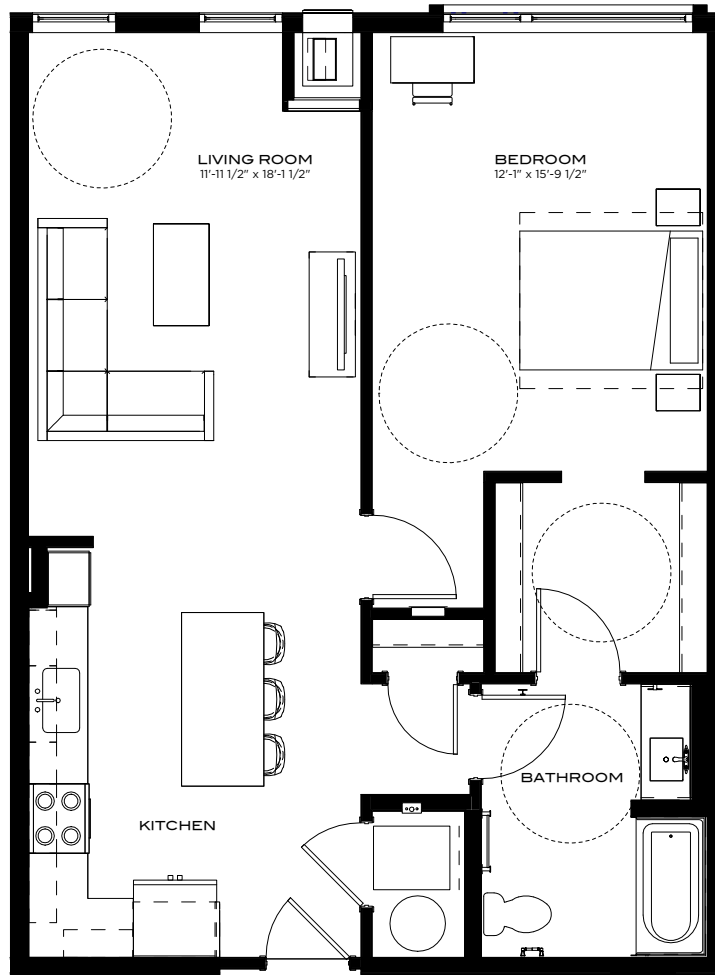 LIVING ROOM
11'-11 1/2" x 18'-1 1/2"
BEDROOM
12'-1" x 15'-9 1/2"
BATHROOM
KITCHEN